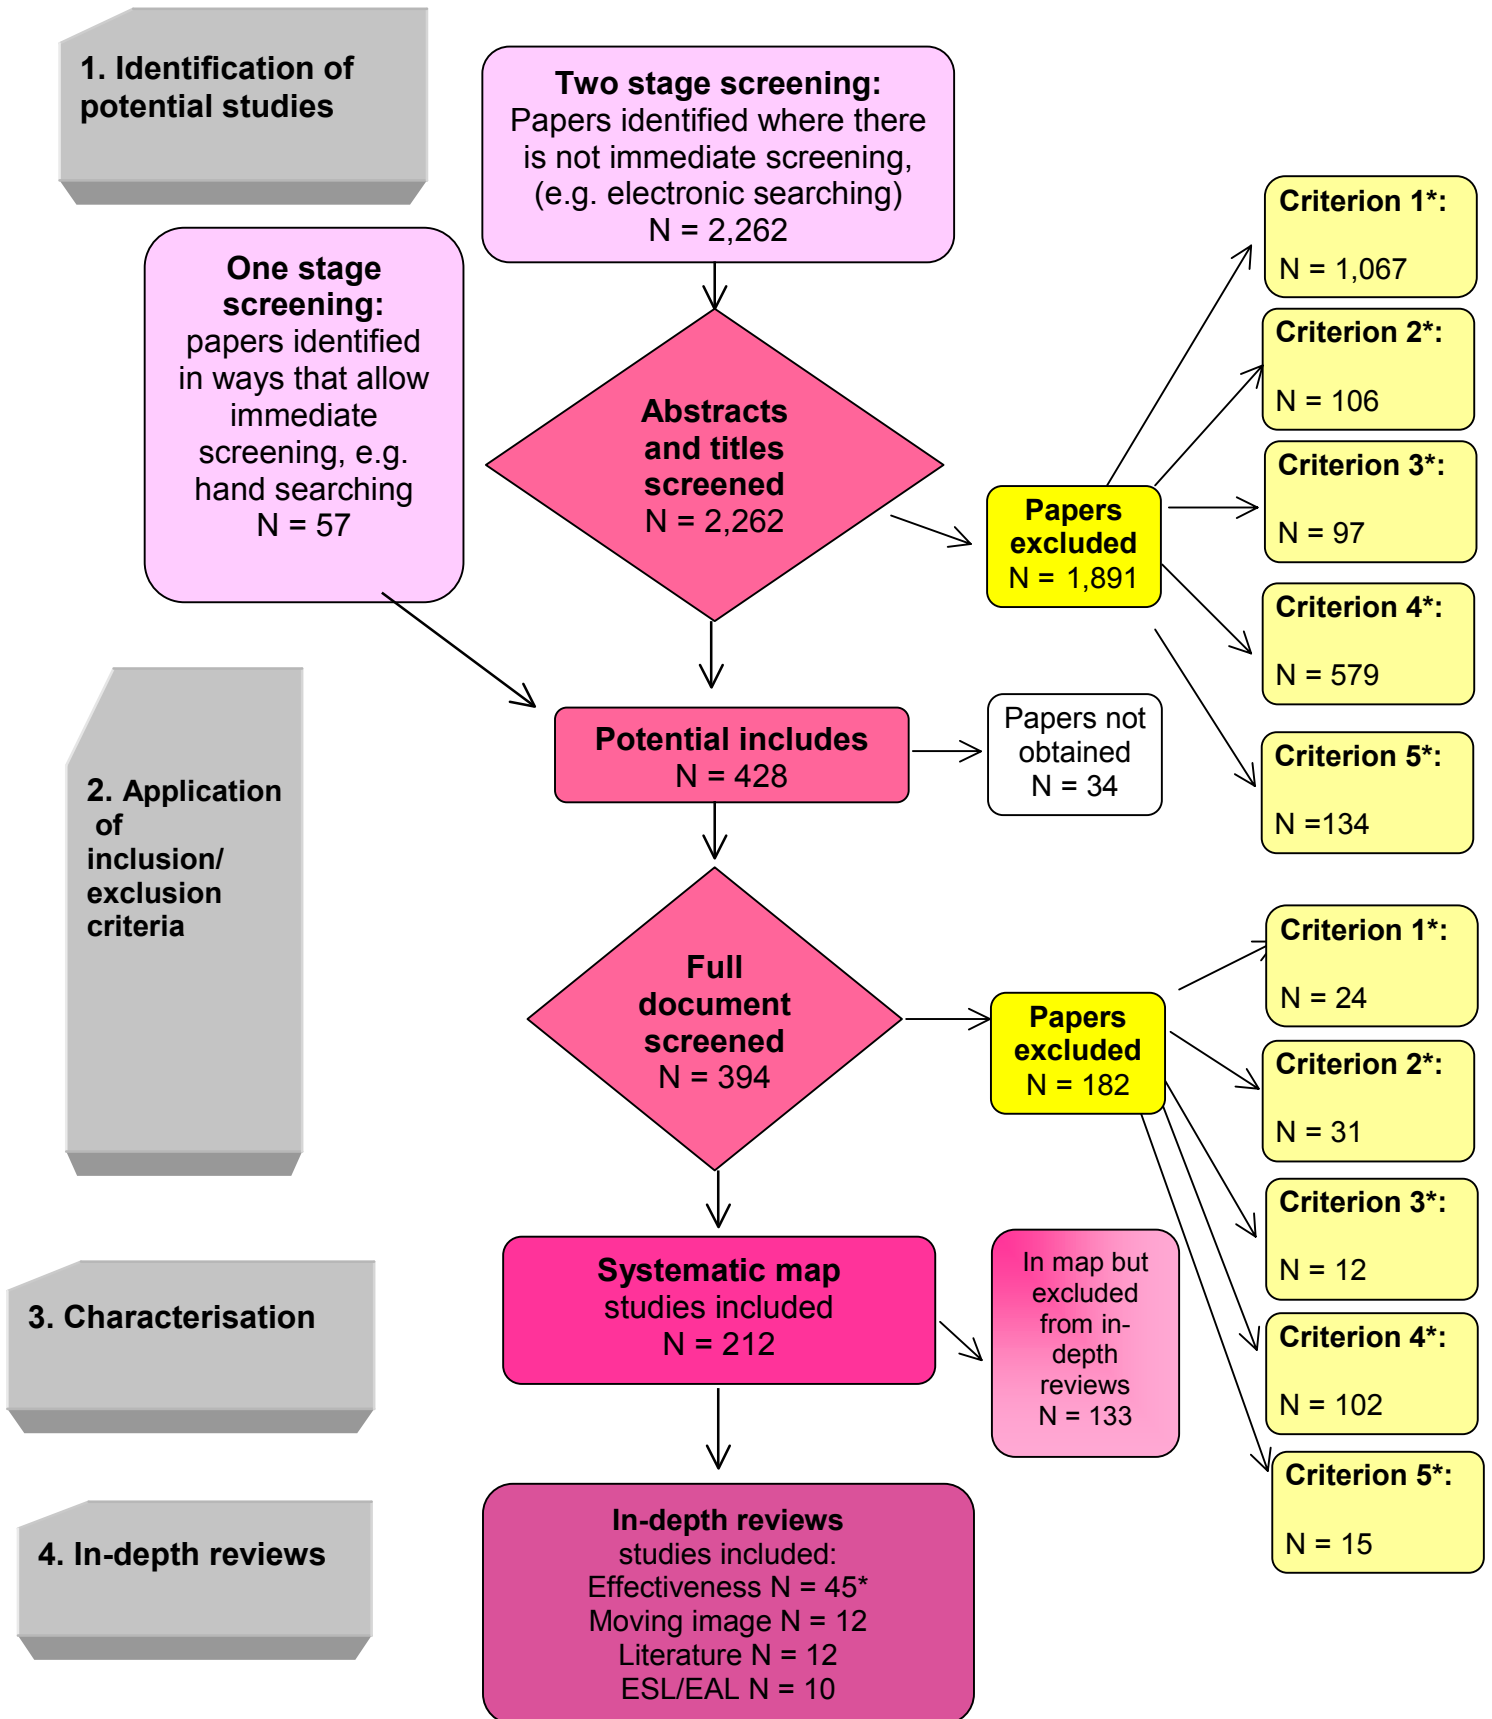 1. Identification of
potential studies
Two stage screening:
Papers identified where there
is not immediate screening,
(e.g. electronic searching)
N = 2,262
One stage
screening:
papers identified
in ways that allow
immediate
screening, e.g.
hand searching
N = 57
Abstracts
and titles
screened
N = 2,262
Papers
excluded
N = 1,891
Criterion 1*:
N = 1,067
Criterion 2*:
N = 106
Criterion 3*:
N = 97
Criterion 4*:
N = 579
Criterion 5*:
N =134
2. Application
of
inclusion/
exclusion
criteria
Potential includes
N = 428
Papers not
obtained
N = 34
Full
document
screened
N = 394
Papers
excluded
N = 182
Criterion 1*:
N = 24
Criterion 2*:
N = 31
Criterion 3*:
N = 12
Criterion 4*:
N = 102
Criterion 5*:
N = 15
3. Characterisation
Systematic map
studies included
N = 212
In map but
excluded
from in-
depth
reviews
N = 133
4. In-depth reviews
In-depth reviews
studies included:
Effectiveness N = 45*
Moving image N = 12
Literature N = 12
ESL/EAL N = 10